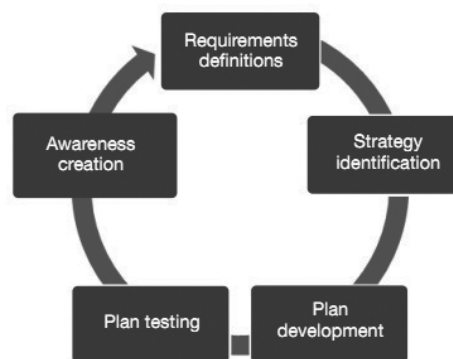 Requirements
definitions
Strategy
identification
Plan
development
Plan testing
Awareness
creation